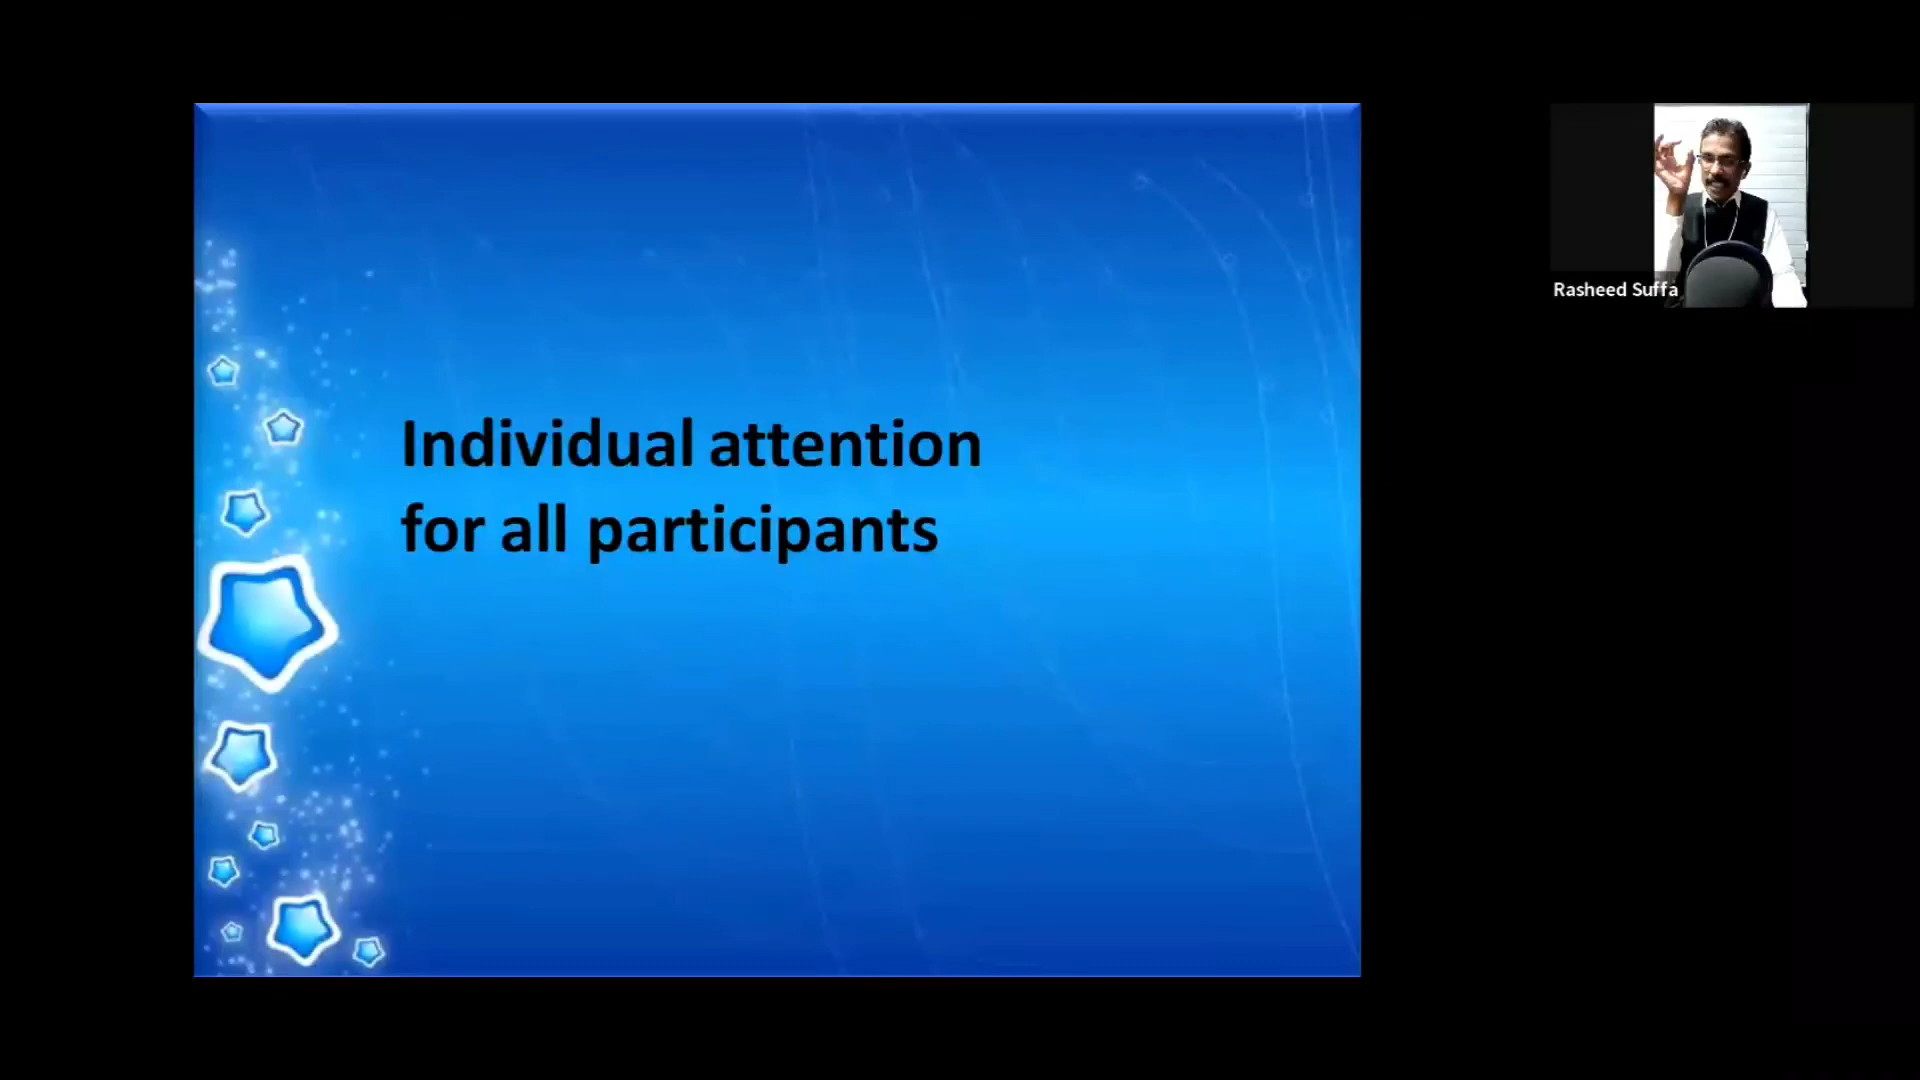 Individual attention
for all participants
Rasheed Suffa